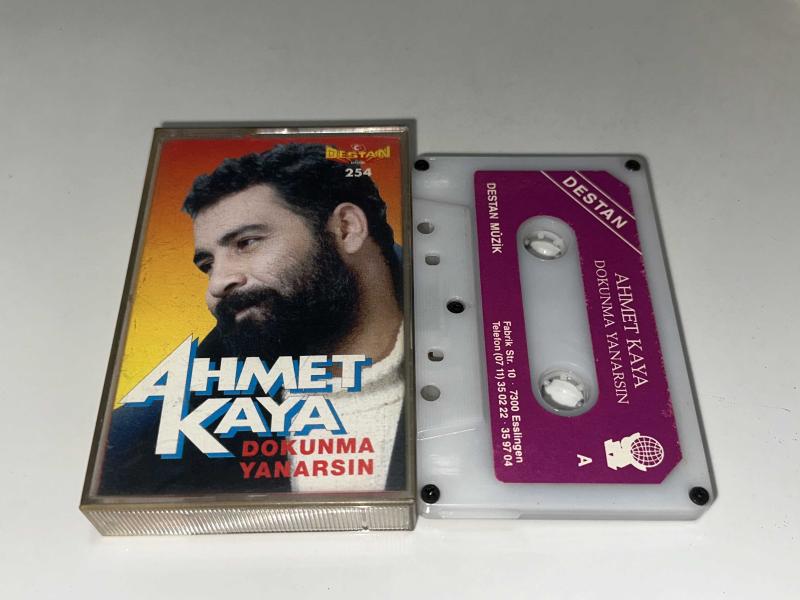 DESTAN
254
AHMET
KAYA
DOKUNMA
YANARSIN
DESTAN
DESTAN MÜZİK
AHMET KAYA
DOKUNMA YANARSIN
Fabrik Str. 10 · 7300 Esslingen
Telefon (07 11) 35 02 22 · 35 97 04
A